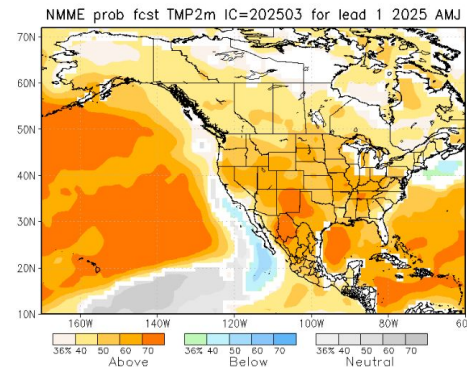 NMME prob fcst TMP2m IC=202503 for lead 1 2025 AMJ
70N
60N
50N
40N
30N
20N
10N
160W 140W 120W 100W 80W 60
36% 40 50 60 70 36% 40 50 60 70 36% 40 50 60 70
Above Below Neutral